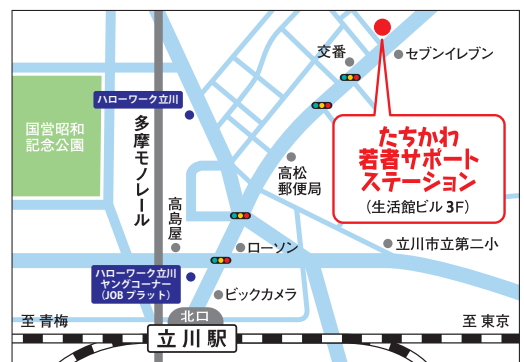 交番
セブンイレブン
ハローワーク立川
国営昭和
記念公園
多摩モノレール
たちかわ
若者サポート
ステーション
(生活館ビル 3F)
高松
郵便局
高島屋
ローソン
立川市立第二小
ハローワーク立川
ヤングコーナー
(JOBプラット)
ビックカメラ
北口
至 青梅
至 東京
立川駅